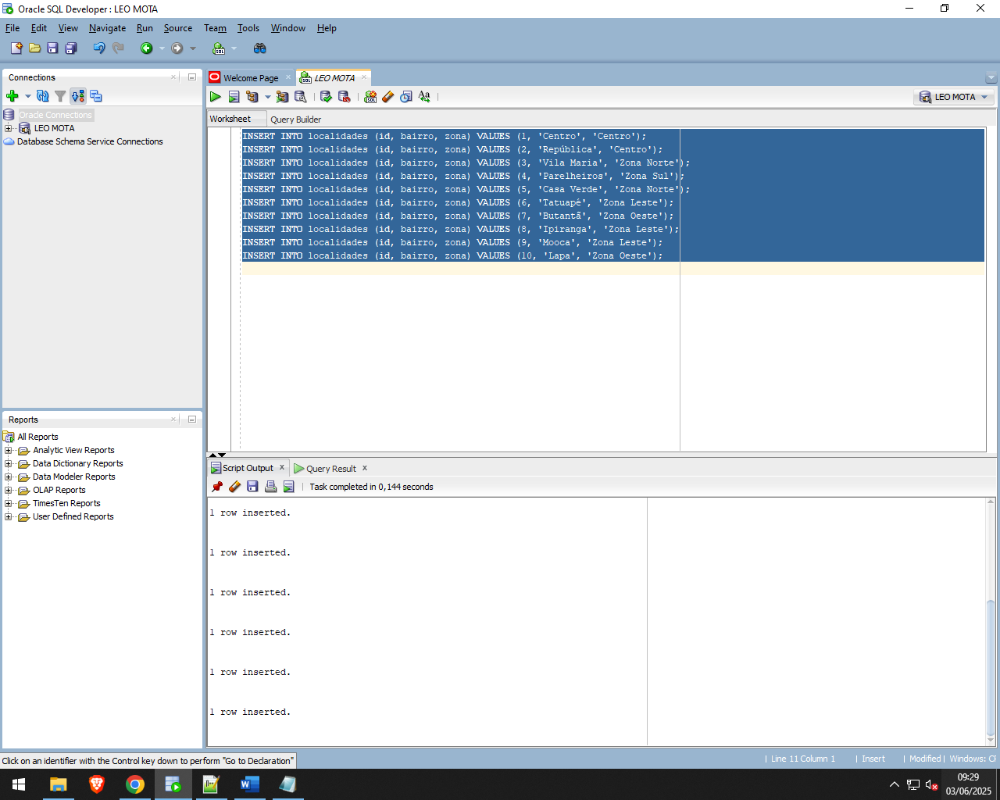 Oracle SQL Developer : LEO MOTA
File Edit View Navigate Run Source Team Tools Window Help
Connections
Oracle Connections
LEO MOTA
Database Schema Service Connections
Reports
All Reports
Analytic View Reports
Data Dictionary Reports
Data Modeler Reports
OLAP Reports
TimesTen Reports
User Defined Reports
Welcome Page LEO MOTA
LEO MOTA
Worksheet Query Builder
INSERT INTO localidades (id, bairro, zona) VALUES (1, 'Centro', 'Centro');
INSERT INTO localidades (id, bairro, zona) VALUES (2, 'República', 'Centro');
INSERT INTO localidades (id, bairro, zona) VALUES (3, 'Vila Maria', 'Zona Norte');
INSERT INTO localidades (id, bairro, zona) VALUES (4, 'Parelheiros', 'Zona Sul');
INSERT INTO localidades (id, bairro, zona) VALUES (5, 'Casa Verde', 'Zona Norte');
INSERT INTO localidades (id, bairro, zona) VALUES (6, 'Tatuapé', 'Zona Leste');
INSERT INTO localidades (id, bairro, zona) VALUES (7, 'Butantã', 'Zona Oeste');
INSERT INTO localidades (id, bairro, zona) VALUES (8, 'Ipiranga', 'Zona Leste');
INSERT INTO localidades (id, bairro, zona) VALUES (9, 'Mooca', 'Zona Leste');
INSERT INTO localidades (id, bairro, zona) VALUES (10, 'Lapa', 'Zona Oeste');
Script Output Query Result
Task completed in 0,144 seconds
1 row inserted.
1 row inserted.
1 row inserted.
1 row inserted.
1 row inserted.
1 row inserted.
Click on an identifier with the Control key down to perform "Go to Declaration"
Line 11 Column 1 Insert Modified Windows: CF
09:29
03/06/2025